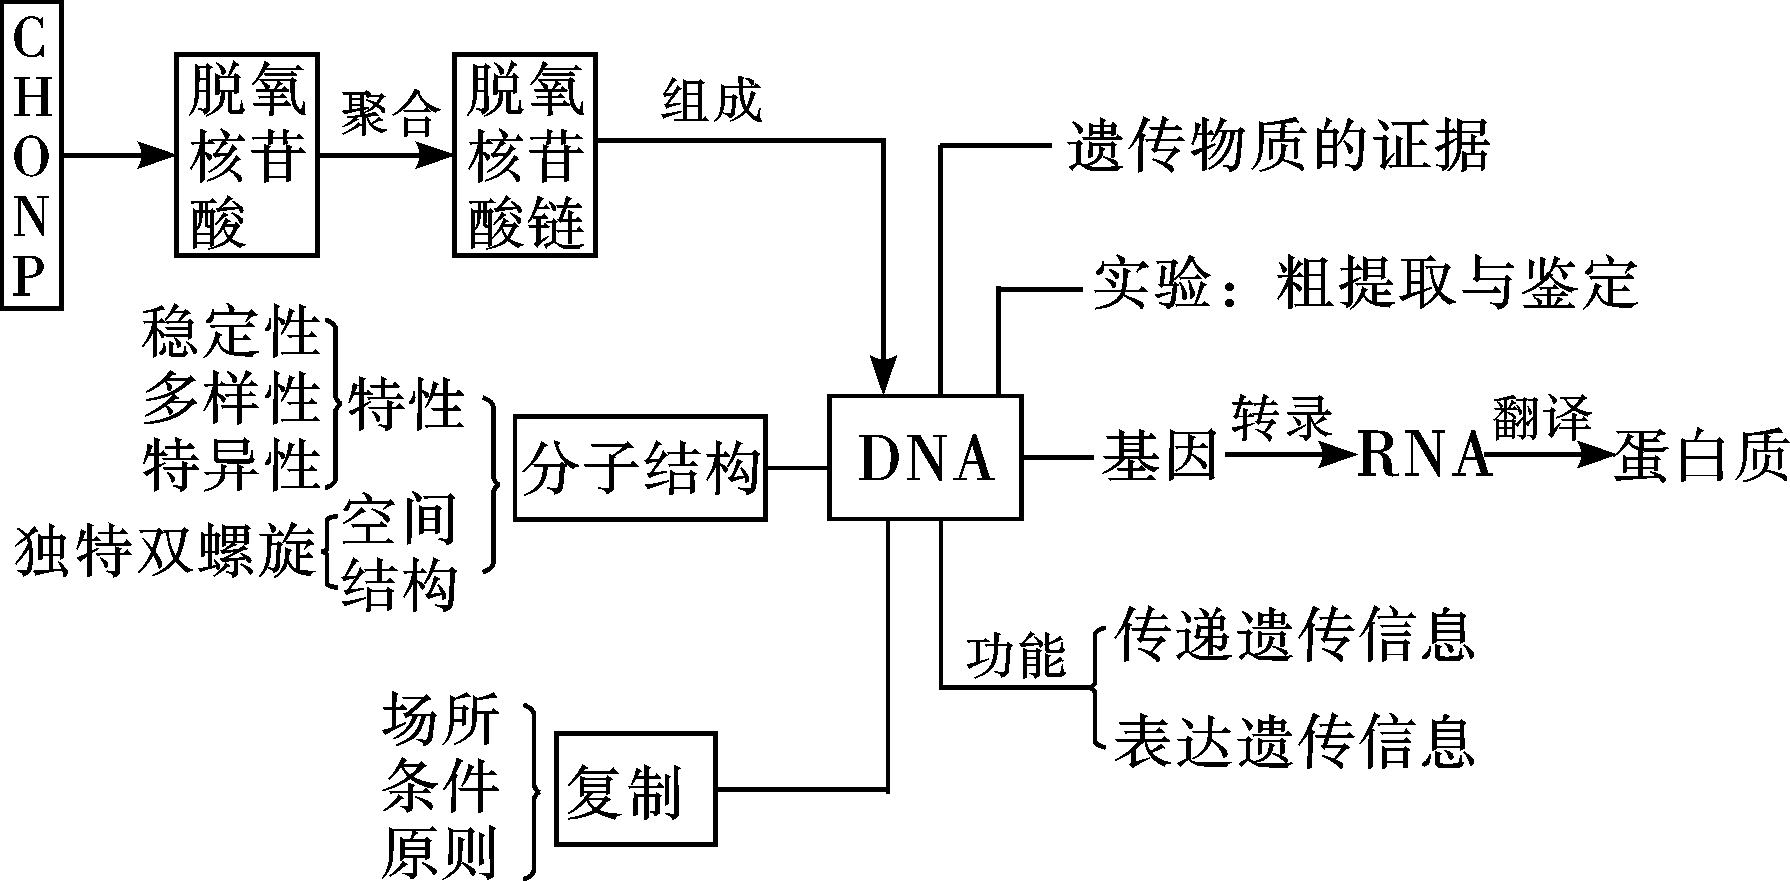 C
H
O
N
P
脱氧
核苷
酸
聚合
脱氧
核苷
酸链
组成
遗传物质的证据
实验：粗提取与鉴定
稳定性
多样性
特异性
特性
独特双螺旋
空间
结构
分子结构
DNA
基因
转录
RNA
翻译
蛋白质
功能
传递遗传信息
表达遗传信息
场所
条件
原则
复制